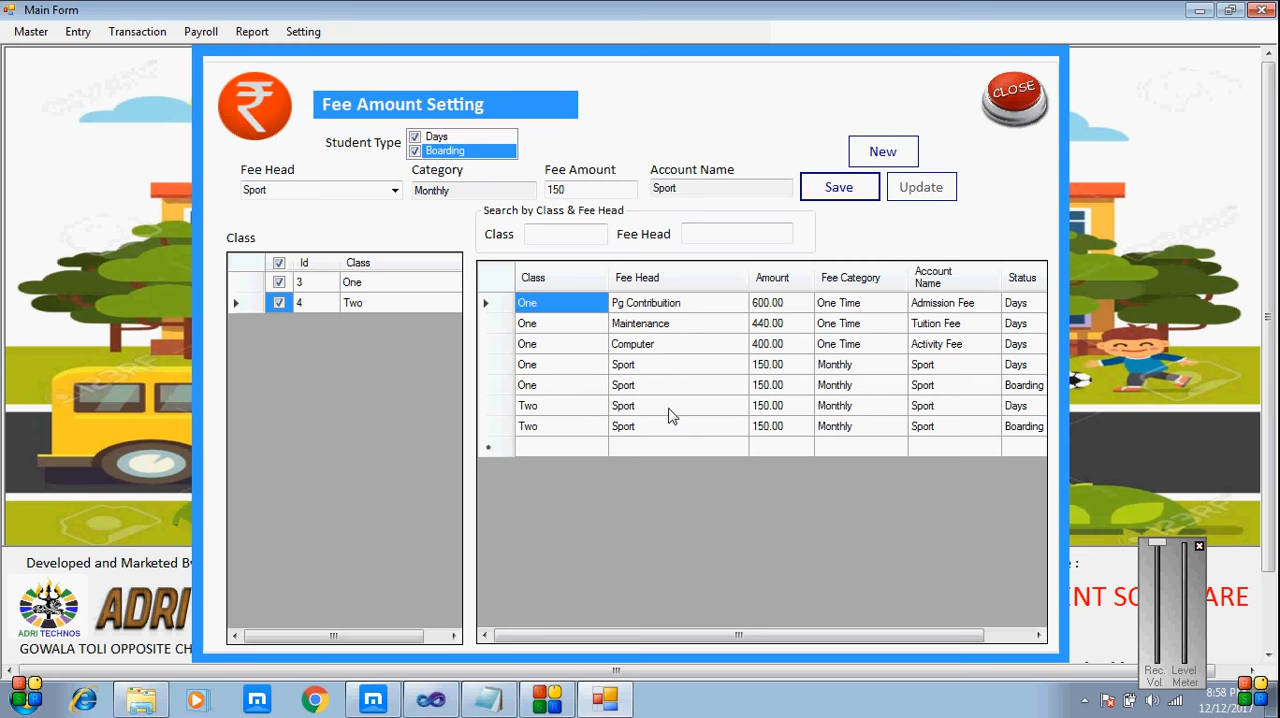 Main Form
Master Entry Transaction Payroll Report Setting
Fee Amount Setting
CLOSE
Student Type
Days
Boarding
New
Fee Head Category Fee Amount Account Name
Sport Monthly 150 Sport
Save Update
Search by Class & Fee Head
Class Fee Head
Class
Id Class
3 One
4 Two
Class Fee Head Amount Fee Category Account Name Status
One Pg Contribuition 600.00 One Time Admission Fee Days
One Maintenance 440.00 One Time Tuition Fee Days
One Computer 400.00 One Time Activity Fee Days
One Sport 150.00 Monthly Sport Days
One Sport 150.00 Monthly Sport Boarding
Two Sport 150.00 Monthly Sport Days
Two Sport 150.00 Monthly Sport Boarding
Developed and Marketed B
ADRI
ADRI TECHNOS
GOWALA TOLI OPPOSITE CH
Rec. Vol. Level Meter
8:58 P
12/12/2017